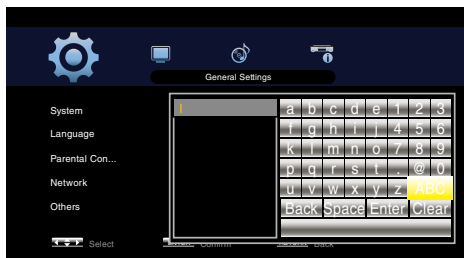 General Settings
System
Language
Parental Con...
Network
Others
a b c d e 1 2 3
f g h i j 4 5 6
k l m n o 7 8 9
p q r s t . @ 0
u v w x y z ABC
Back Space Enter Clear
Select Confirm Back